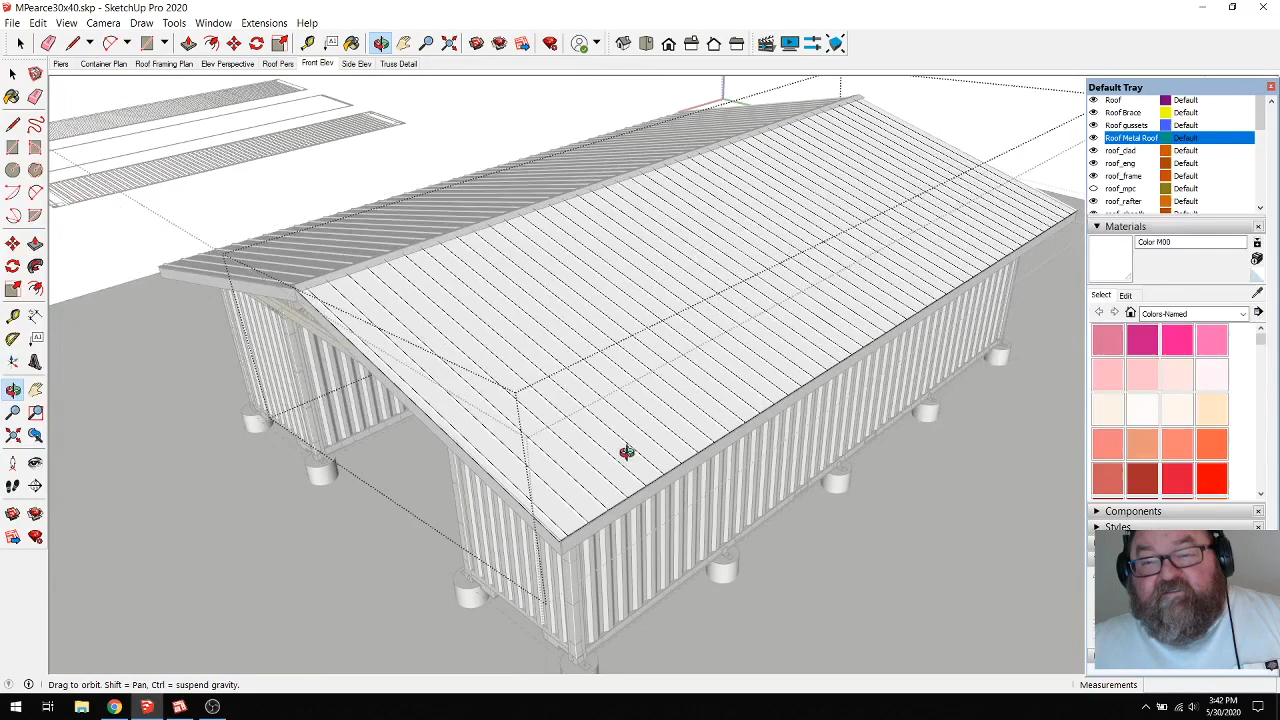 MPearce30x40.skp - SketchUp Pro 2020
File Edit View Camera Draw Tools Window Extensions Help
Piers Container Plan Roof Framing Plan Elev Perspective Roof Pers Front Elev Side Elev Truss Detail
Default Tray
Roof Default
Roof Brace Default
Roof gussets Default
Roof Metal Roof Default
roof_clad Default
roof_eng Default
roof_frame Default
roof_mpc Default
roof_rafter Default
Materials
Color M00
Select Edit
Colors-Named
Components
Styles
Drag to orbit. Shift = Pan, Ctrl = suspend gravity.
Measurements
3:42 PM
5/30/2020